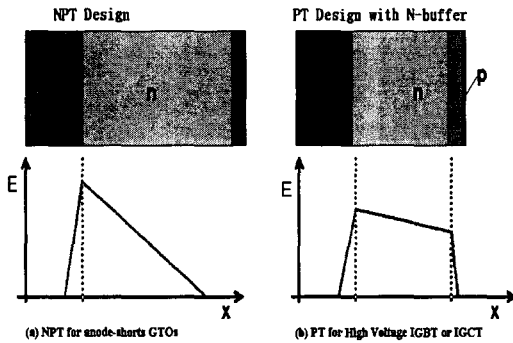 NPT Design
PT Design with N-buffer
n
n
p
E
X
E
X
(a) NPT for anode-shorts GTOs
(b) PT for High Voltage IGBT or IGCT